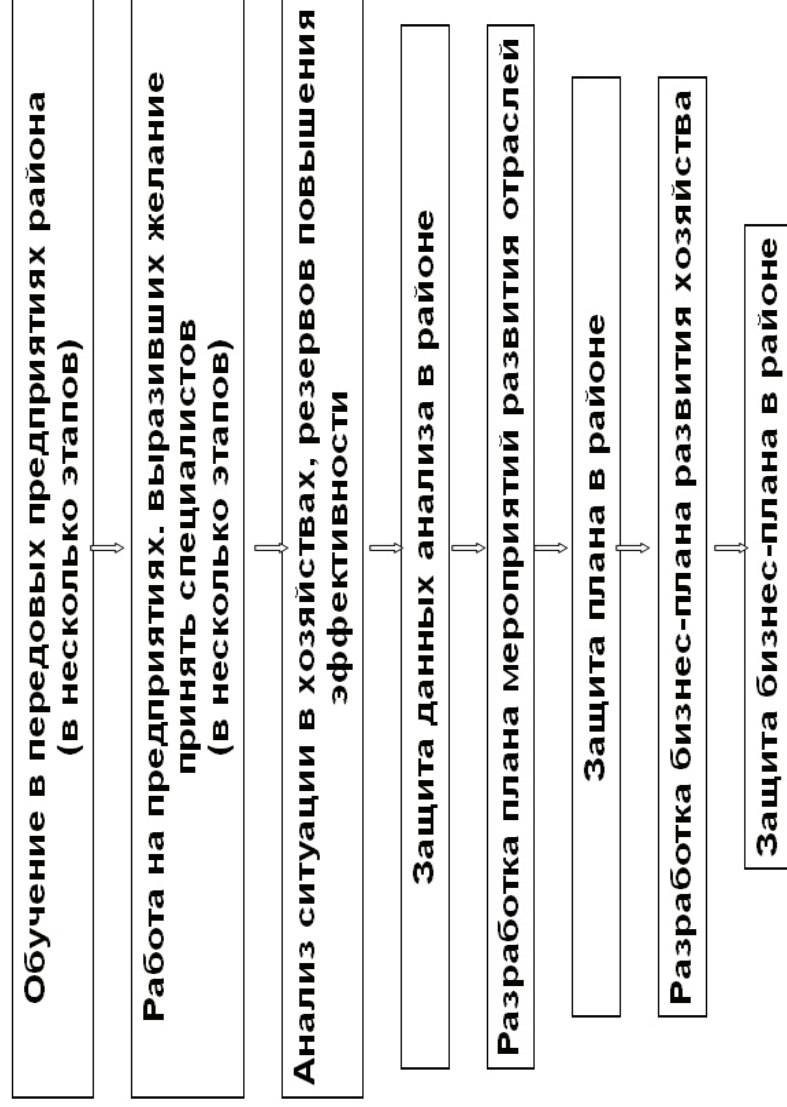 Обучение в передовых предприятиях района
(в несколько этапов)
Работа на предприятиях. выразивших желание
принять специалистов
(в несколько этапов)
Анализ ситуации в хозяйствах, резервов повышения
эффективности
Защита данных анализа в районе
Разработка плана мероприятий развития отраслей
Защита плана в районе
Разработка бизнес-плана развития хозяйства
Защита бизнес-плана в районе